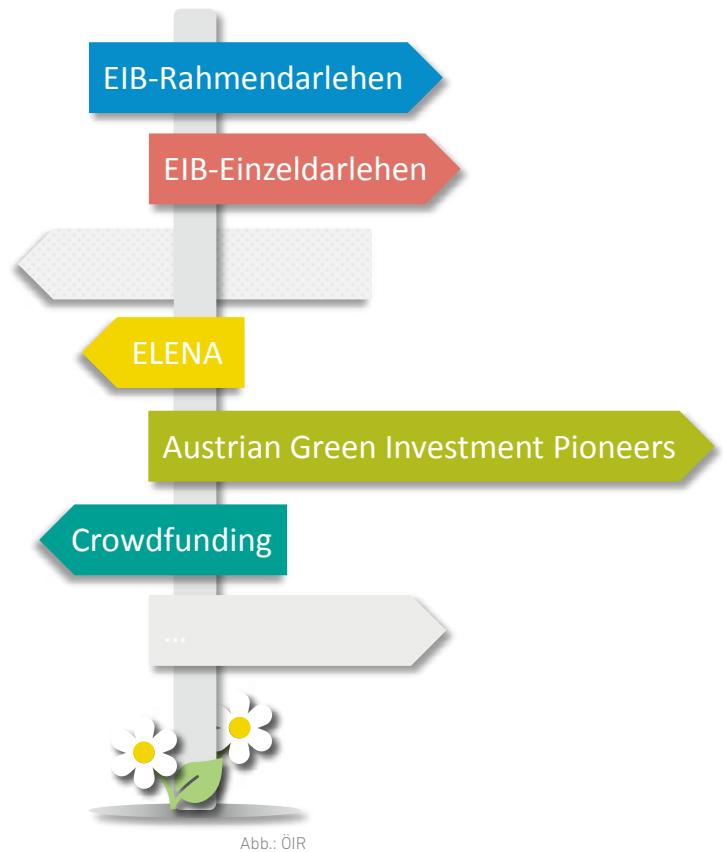 EIB-Rahmendarlehen
EIB-Einzeldarlehen
ELENA
Austrian Green Investment Pioneers
Crowdfunding
...
Abb.: ÖIR